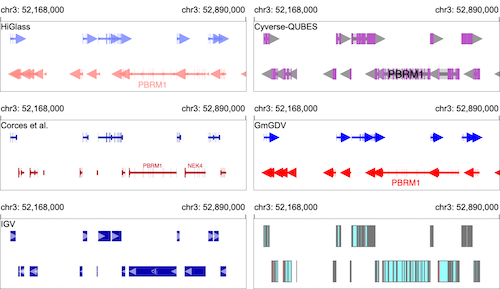 chr3: 52,168,000 chr3: 52,890,000 chr3: 52,168,000 chr3: 52,890,000
HiGlass Cyverse-QUBES
PBRM1
PBRM1
chr3: 52,168,000 chr3: 52,890,000 chr3: 52,168,000 chr3: 52,890,000
Corces et al. GmGDV
PBRM1 NEK4
PBRM1
chr3: 52,168,000 chr3: 52,890,000 chr3: 52,168,000 chr3: 52,890,000
IGV